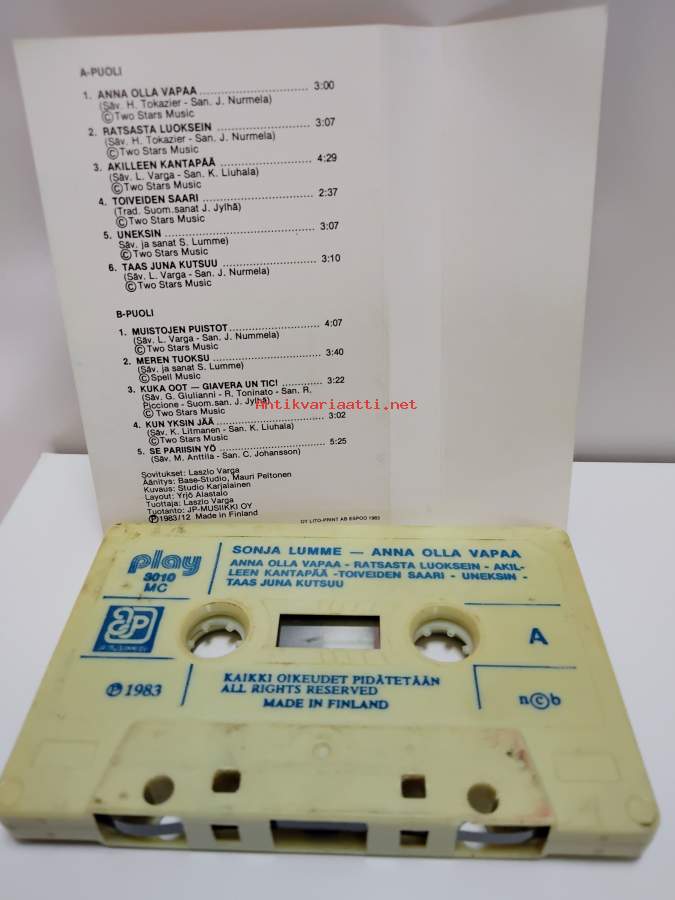 A-PUOLI
1. ANNA OLLA VAPAA ........ 3:00
(Säv. H. Tokazier - San. J. Nurmela)
Ⓒ Two Stars Music
2. RATSASTA LUOKSEIN ........ 3:07
(Säv. H. Tokazier - San. J. Nurmela)
Ⓒ Two Stars Music
3. AKILLEEN KANTAPÄÄ ........ 4:29
(Säv. L. Varga - San. K. Liuhala)
Ⓒ Two Stars Music
4. TOIVEIDEN SAARI ........ 2:37
(Trad. Suom.sanat J. Jylhä)
Ⓒ Two Stars Music
5. UNEKSIN ........ 3:07
Säv. ja sanat S. Lumme)
Ⓒ Two Stars Music
6. TAAS JUNA KUTSUU ........ 3:10
(Säv. L. Varga - San. J. Nurmela)
Ⓒ Two Stars Music
B-PUOLI
1. MUISTOJEN PUISTOT ........ 4:07
(Säv. L. Varga - San. J. Nummela)
Ⓒ Two Stars Music
2. MEREN TUOKSU ........ 3:40
(Säv. ja sanat S. Lumme)
Ⓒ Spell Music
3. KUKA OOT — GIAVERA UN TIC! ........ 3:22
(Säv. G. Giulianni - R. Toninato - San. R.
Piccione - Suom.san. J. Jylhä)
Ⓒ Two Stars Music
4. KUN YKSIN JÄÄ ........ 3:02
(Säv. K. Litmanen - San. K. Liuhala)
Ⓒ Two Stars Music
5. SE PARIISIN YÖ ........ 5:25
(Säv. M. Anttila - San. C. Johansson)
Sovitukset: Laszlo Varga
Äänitys: Base-Studio, Mauri Peitonen
Kuvaus: Studio Karjalainen
Layout: Yrjö Alastalo
Tuottaja: Laszlo Varga
Tuotanto: JP-MUSIIKKI OY
Ⓟ 1983/12 Made in Finland
OY LITO-PRINT AB ESPOO 1983
Antikvariaatti.net
play
3010
MC
SONJA LUMME — ANNA OLLA VAPAA
ANNA OLLA VAPAA - RATSASTA LUOKSEIN - AKIL-
LEEN KANTAPÄÄ -TOIVEIDEN SAARI - UNEKSIN -
TAAS JUNA KUTSUU
JP
A
Ⓟ 1983
KAIKKI OIKEUDET PIDÄTETÄÄN
ALL RIGHTS RESERVED
MADE IN FINLAND
n©b